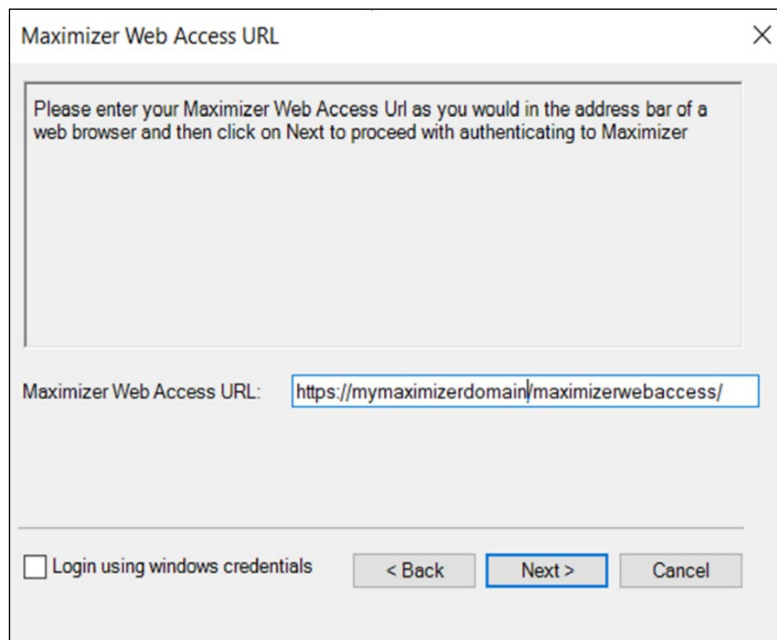 Maximizer Web Access URL
Please enter your Maximizer Web Access Url as you would in the address bar of a
web browser and then click on Next to proceed with authenticating to Maximizer
Maximizer Web Access URL: https://mymaximizerdomain/maximizerwebaccess/
Login using windows credentials < Back Next > Cancel